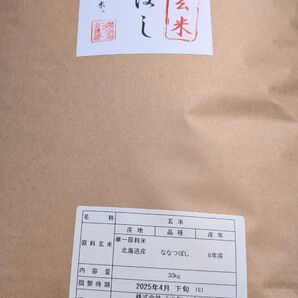 玄米
ぼし
米。
名称 玄米
原料玄米 産地 品種 産年
単一原料米
北海道産 ななつぼし 6年産
内容量 30kg
調製時期 2025年4月 下旬